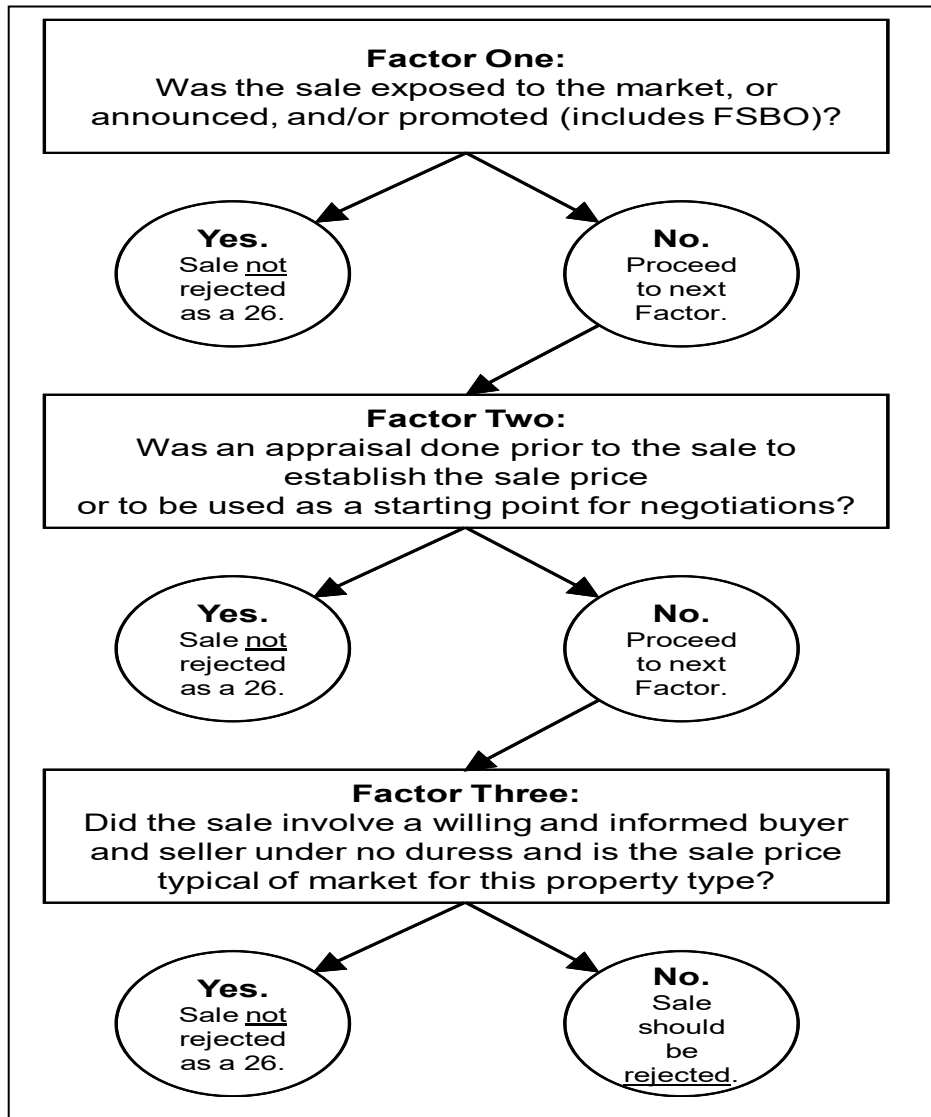 Factor One:
Was the sale exposed to the market, or
announced, and/or promoted (includes FSBO)?
Yes.
Sale not
rejected
as a 26.
No.
Proceed
to next
Factor.
Factor Two:
Was an appraisal done prior to the sale to
establish the sale price
or to be used as a starting point for negotiations?
Yes.
Sale not
rejected
as a 26.
No.
Proceed
to next
Factor.
Factor Three:
Did the sale involve a willing and informed buyer
and seller under no duress and is the sale price
typical of market for this property type?
Yes.
Sale not
rejected
as a 26.
No.
Sale
should
be
rejected.